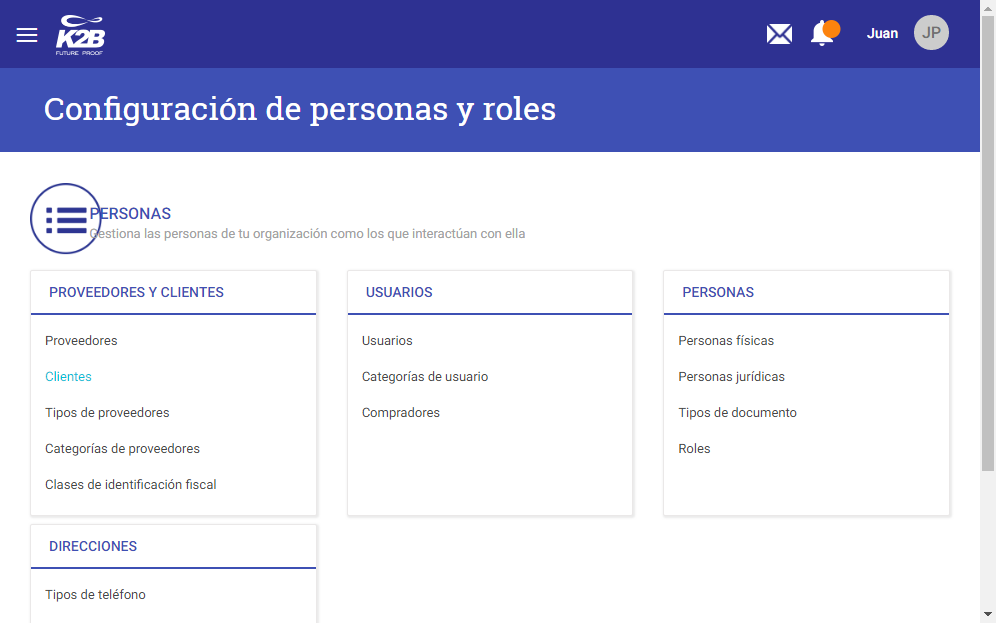 K2B
FUTURE PROOF
Juan
JP
Configuración de personas y roles
PERSONAS
Gestiona las personas de tu organización como los que interactúan con ella
PROVEEDORES Y CLIENTES
Proveedores
Clientes
Tipos de proveedores
Categorías de proveedores
Clases de identificación fiscal
USUARIOS
Usuarios
Categorías de usuario
Compradores
PERSONAS
Personas físicas
Personas jurídicas
Tipos de documento
Roles
DIRECCIONES
Tipos de teléfono